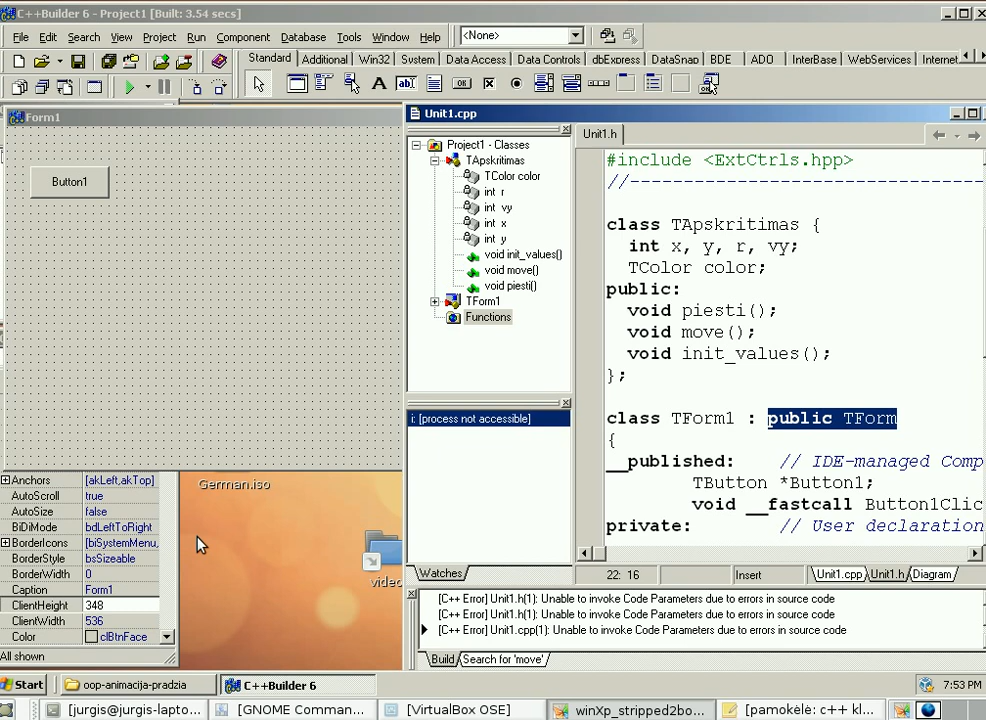 C++Builder 6 - Project1 [Built: 3.54 secs]
File Edit Search View Project Run Component Database Tools Window Help <None>
Standard Additional Win32 System Data Access Data Controls dbExpress DataSnap BDE ADO InterBase WebServices Internet
Form1
Button1
Unit1.cpp
Project1 - Classes
TApskritimas
TColor color
int r
int vy
int x
int y
void init_values()
void move()
void piesti()
TForm1
Functions
i: [process not accessible]
Watches
Unit1.h
#include <ExtCtrls.hpp>
//
class TApskritimas {
int x, y, r, vy;
TColor color;
public:
void piesti();
void move();
void init_values();
};
class TForm1 : public TForm
{
__published: // IDE-managed Comp
TButton *Button1;
void __fastcall Button1Clic
private: // User declaration
22: 16 Insert Unit1.cpp Unit1.h Diagram
[C++ Error] Unit1.h(1): Unable to invoke Code Parameters due to errors in source code
[C++ Error] Unit1.h(1): Unable to invoke Code Parameters due to errors in source code
[C++ Error] Unit1.cpp(1): Unable to invoke Code Parameters due to errors in source code
Build Search for 'move'
Anchors [akLeft,akTop]
AutoScroll true
AutoSize false
BiDiMode bdLeftToRight
BorderIcons [biSystemMenu,
BorderStyle bsSizeable
BorderWidth 0
Caption Form1
ClientHeight 348
ClientWidth 536
Color clBtnFace
All shown
German.iso
video
Start oop-animacija-pradzia C++Builder 6 7:53 PM
[jurgis@jurgis-lapto... [GNOME Comman... [VirtualBox OSE] winXp_stripped2bo... [pamokėlė: c++ kl...